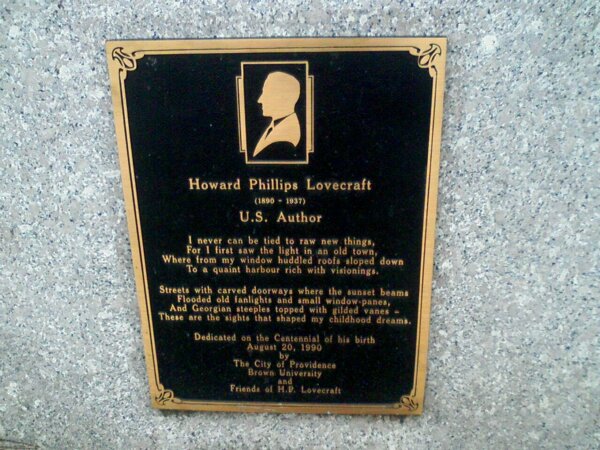 Howard Phillips Lovecraft
(1890 - 1937)
U.S. Author
I never can be tied to raw new things,
For I first saw the light in an old town,
Where from my window huddled roofs sloped down
To a quaint harbour rich with visionings.
Streets with carved doorways where the sunset beams
Flooded old fanlights and small window-panes,
And Georgian steeples topped with gilded vanes –
These are the sights that shaped my childhood dreams.
Dedicated on the Centennial of his birth
August 20, 1990
by
The City of Providence
Brown University
and
Friends of H.P. Lovecraft